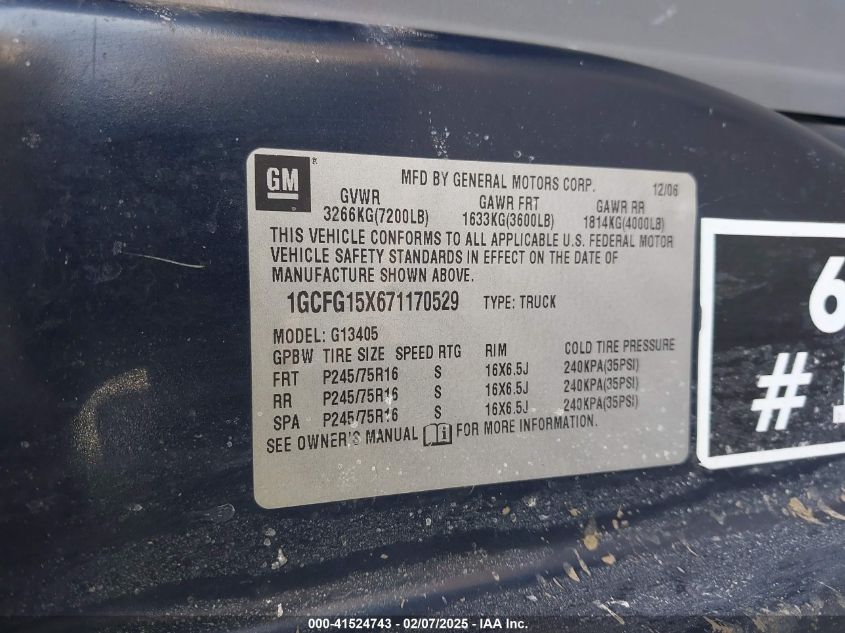 GM ®
MFD BY GENERAL MOTORS CORP. 12/06
GVWR GAWR FRT GAWR RR
3266KG(7200LB) 1633KG(3600LB) 1814KG(4000LB)
THIS VEHICLE CONFORMS TO ALL APPLICABLE U.S. FEDERAL MOTOR
VEHICLE SAFETY STANDARDS IN EFFECT ON THE DATE OF
MANUFACTURE SHOWN ABOVE.
1GCFG15X671170529 TYPE: TRUCK
MODEL: G13405
GPBW TIRE SIZE SPEED RTG RIM COLD TIRE PRESSURE
FRT P245/75R16 S 16X6.5J 240KPA(35PSI)
RR P245/75R16 S 16X6.5J 240KPA(35PSI)
SPA P245/75R16 S 16X6.5J 240KPA(35PSI)
SEE OWNER'S MANUAL FOR MORE INFORMATION.
6
#
000-41524743 — 02/07/2025 — IAA Inc.